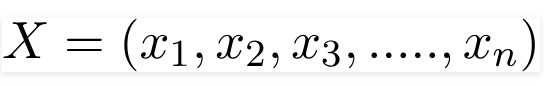 X = (x₁, x₂, x₃, ....., xₙ)